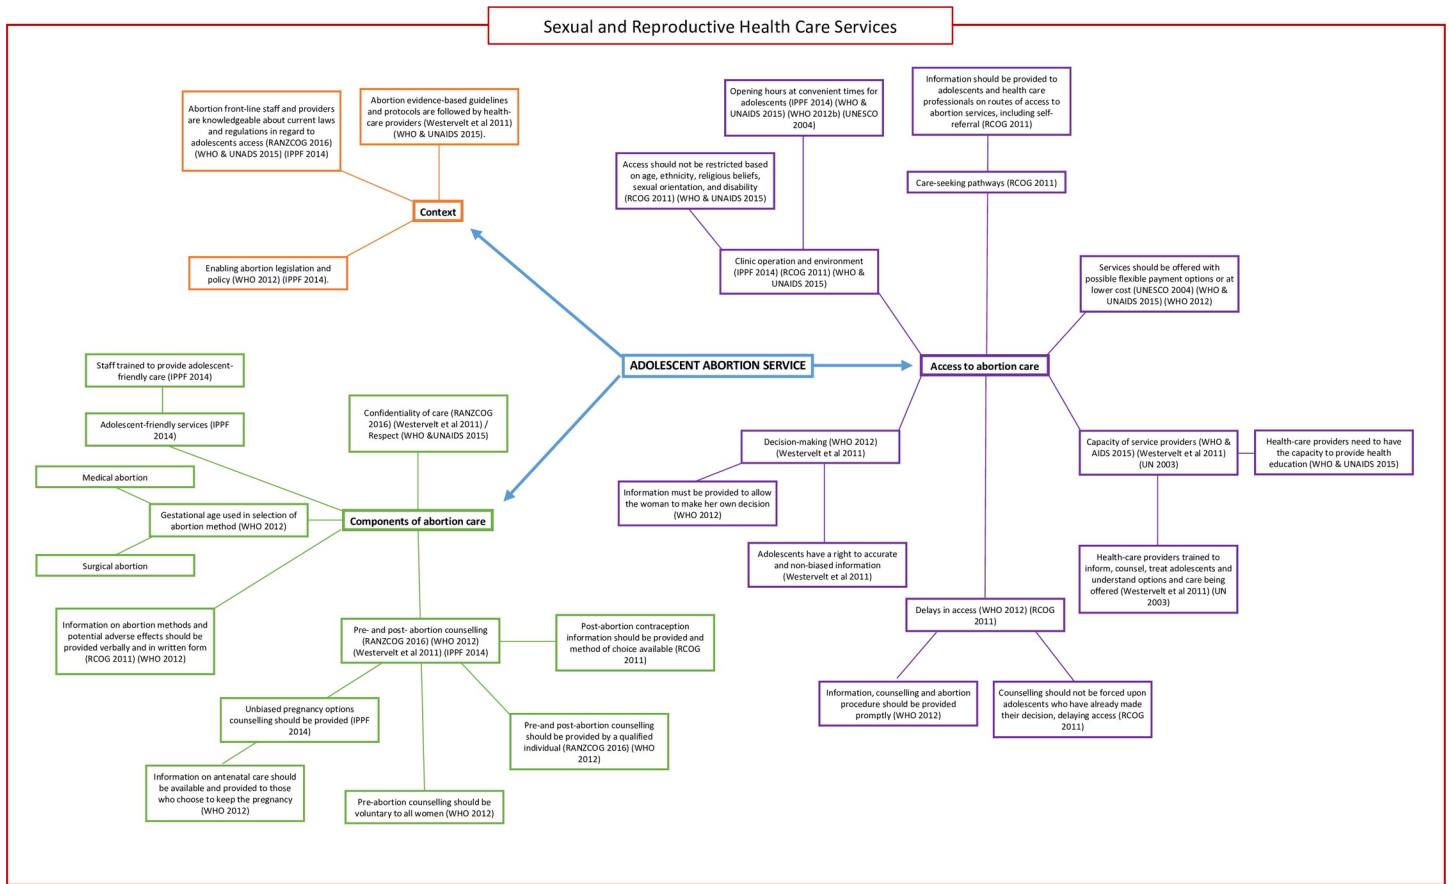 Sexual and Reproductive Health Care Services
Abortion front-line staff and providers
are knowledgeable about current laws
and regulations in regard to
adolescents access (RANZCOG 2016)
(WHO & UNADS 2015) (IPPF 2014)
Abortion evidence-based guidelines
and protocols are followed by health-
care providers (Westervelt et al 2011)
(WHO & UNAIDS 2015).
Context
Enabling abortion legislation and
policy (WHO 2012) (IPPF 2014).
Opening hours at convenient times for
adolescents (IPPF 2014) (WHO &
UNAIDS 2015) (WHO 2012b) (UNESCO
2004)
Information should be provided to
adolescents and health care
professionals on routes of access to
abortion services, including self-
referral (RCOG 2011)
Access should not be restricted based
on age, ethnicity, religious beliefs,
sexual orientation, and disability
(RCOG 2011) (WHO & UNAIDS 2015)
Care-seeking pathways (RCOG 2011)
Clinic operation and environment
(IPPF 2014) (RCOG 2011) (WHO &
UNAIDS 2015)
Services should be offered with
possible flexible payment options or at
lower cost (UNESCO 2004) (WHO &
UNAIDS 2015) (WHO 2012)
ADOLESCENT ABORTION SERVICE
Access to abortion care
Staff trained to provide adolescent-
friendly care (IPPF 2014)
Adolescent-friendly services (IPPF
2014)
Confidentiality of care (RANZCOG
2016) (Westervelt et al 2011) /
Respect (WHO &UNAIDS 2015)
Medical abortion
Gestational age used in selection of
abortion method (WHO 2012)
Surgical abortion
Components of abortion care
Information on abortion methods and
potential adverse effects should be
provided verbally and in written form
(RCOG 2011) (WHO 2012)
Pre- and post- abortion counselling
(RANZCOG 2016) (WHO 2012)
(Westervelt et al 2011) (IPPF 2014)
Post-abortion contraception
information should be provided and
method of choice available (RCOG
2011)
Unbiased pregnancy options
counselling should be provided (IPPF
2014)
Pre-and post-abortion counselling
should be provided by a qualified
individual (RANZCOG 2016) (WHO
2012)
Information on antenatal care should
be available and provided to those
who choose to keep the pregnancy
(WHO 2012)
Pre-abortion counselling should be
voluntary to all women (WHO 2012)
Decision-making (WHO 2012)
(Westervelt et al 2011)
Information must be provided to allow
the woman to make her own decision
(WHO 2012)
Adolescents have a right to accurate
and non-biased information
(Westervelt et al 2011)
Capacity of service providers (WHO &
AIDS 2015) (Westervelt et al 2011)
(UN 2003)
Health-care providers need to have
the capacity to provide health
education (WHO & UNAIDS 2015)
Health-care providers trained to
inform, counsel, treat adolescents and
understand options and care being
offered (Westervelt et al 2011) (UN
2003)
Delays in access (WHO 2012) (RCOG
2011)
Information, counselling and abortion
procedure should be provided
promptly (WHO 2012)
Counselling should not be forced upon
adolescents who have already made
their decision, delaying access (RCOG
2011)